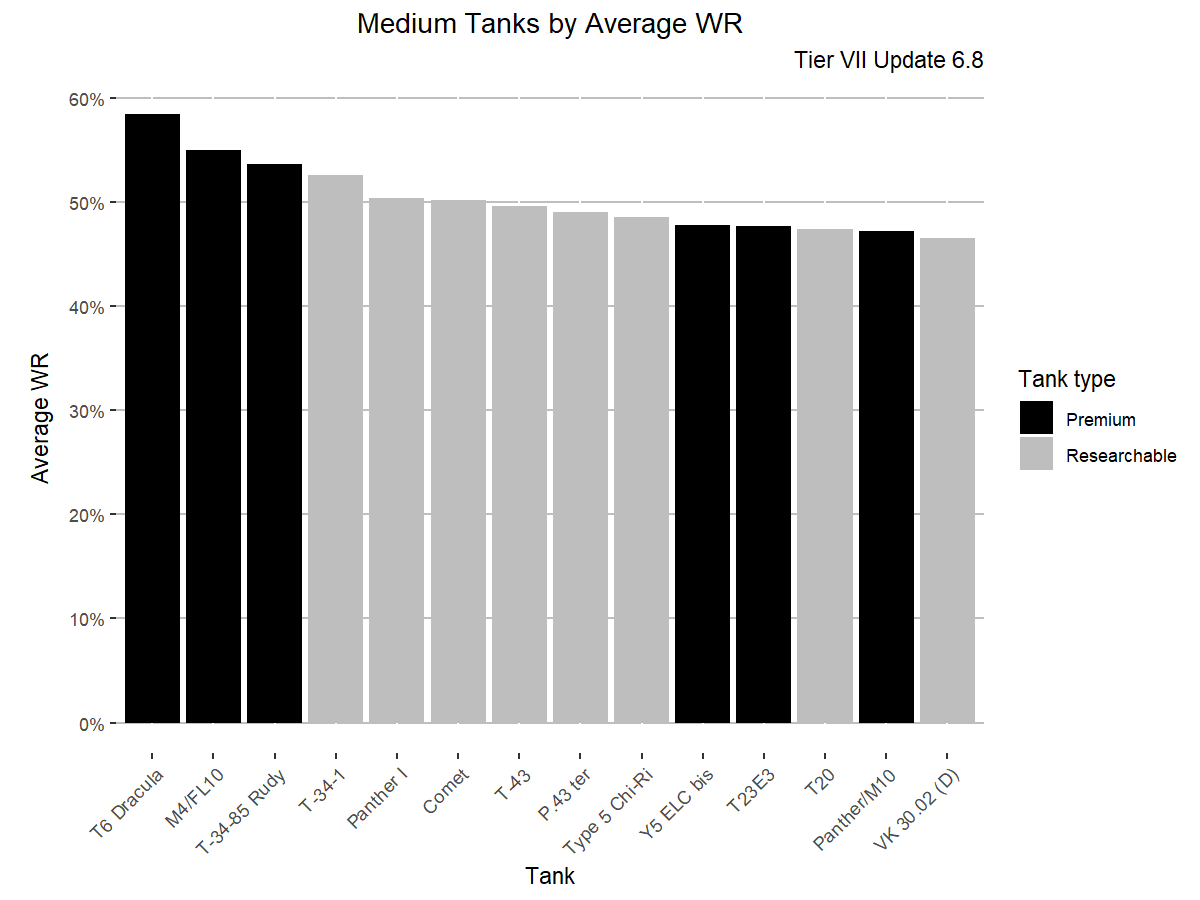 Medium Tanks by Average WR
Tier VII Update 6.8
60%
50%
40%
30%
20%
10%
0%
Average WR
T6 Dracula
M4/FL10
T-34-85 Rudy
T-34-1
Panther I
Comet
T-43
P.43 ter
Type 5 Chi-Ri
Y5 ELC bis
T23E3
T20
Panther/M10
VK 30.02 (D)
Tank
Tank type
Premium
Researchable